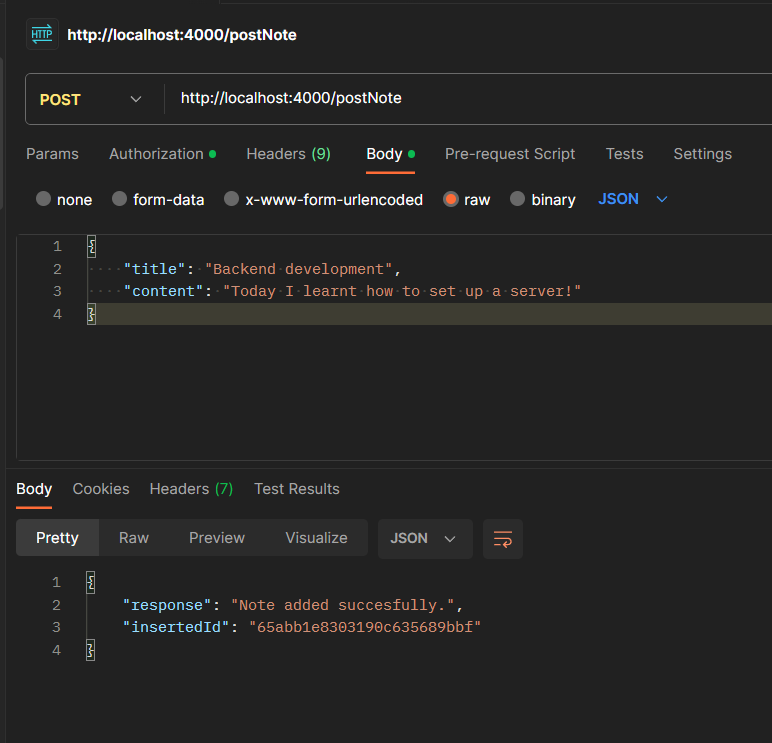 HTTP http://localhost:4000/postNote
POST http://localhost:4000/postNote
Params Authorization Headers (9) Body Pre-request Script Tests Settings
none form-data x-www-form-urlencoded raw binary JSON
1 {
2 "title": "Backend development",
3 "content": "Today I learnt how to set up a server!"
4 }
Body Cookies Headers (7) Test Results
Pretty Raw Preview Visualize JSON
1 {
2 "response": "Note added succesfully.",
3 "insertedId": "65abb1e8303190c635689bbf"
4 }